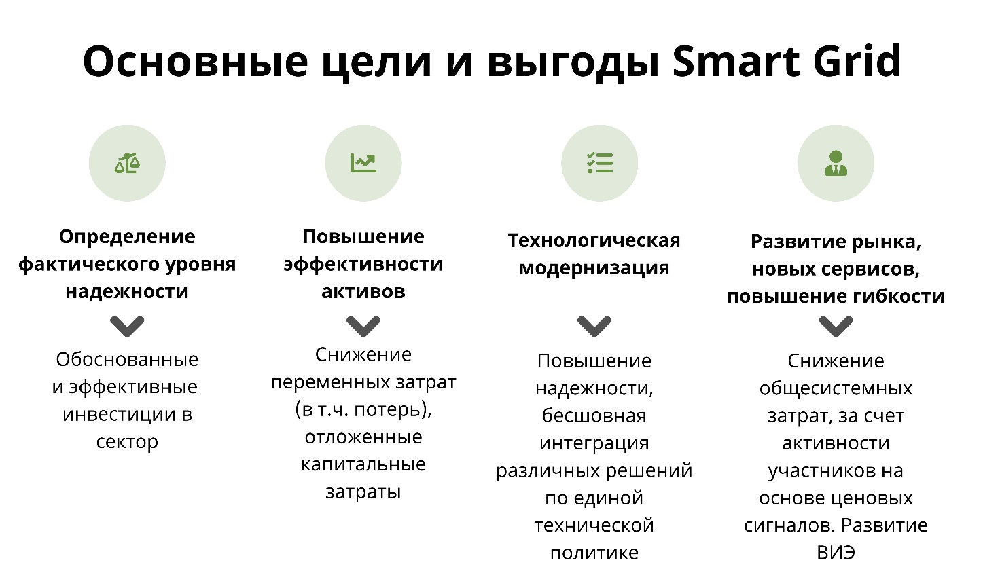 Основные цели и выгоды Smart Grid
Определение
фактического уровня
надежности
Обоснованные
и эффективные
инвестиции в
сектор
Повышение
эффективности
активов
Снижение
переменных затрат
(в т.ч. потерь),
отложенные
капитальные
затраты
Технологическая
модернизация
Повышение
надежности,
бесшовная
интеграция
различных решений
по единой
технической
политике
Развитие рынка,
новых сервисов,
повышение гибкости
Снижение
общесистемных
затрат, за счет
активности
участников на
основе ценовых
сигналов. Развитие
ВИЭ